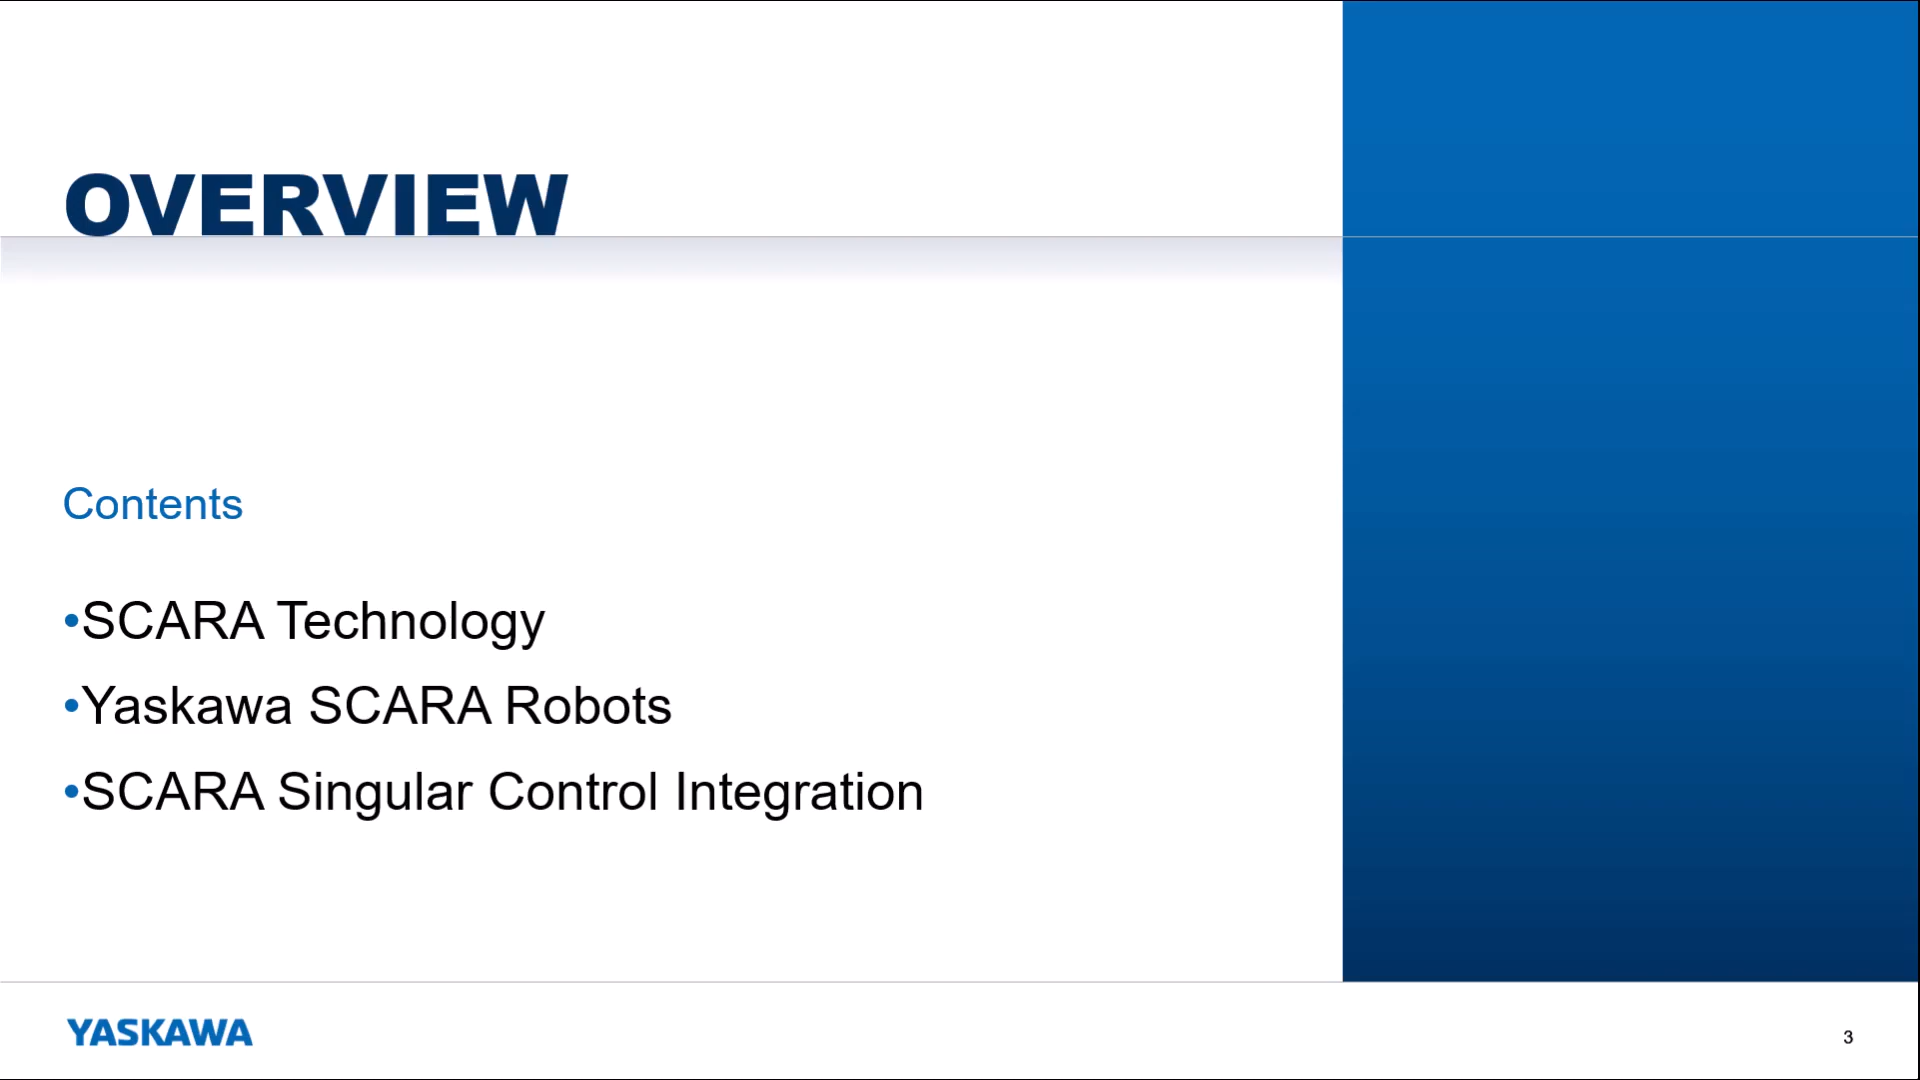 OVERVIEW
Contents
•SCARA Technology
•Yaskawa SCARA Robots
•SCARA Singular Control Integration
YASKAWA
3